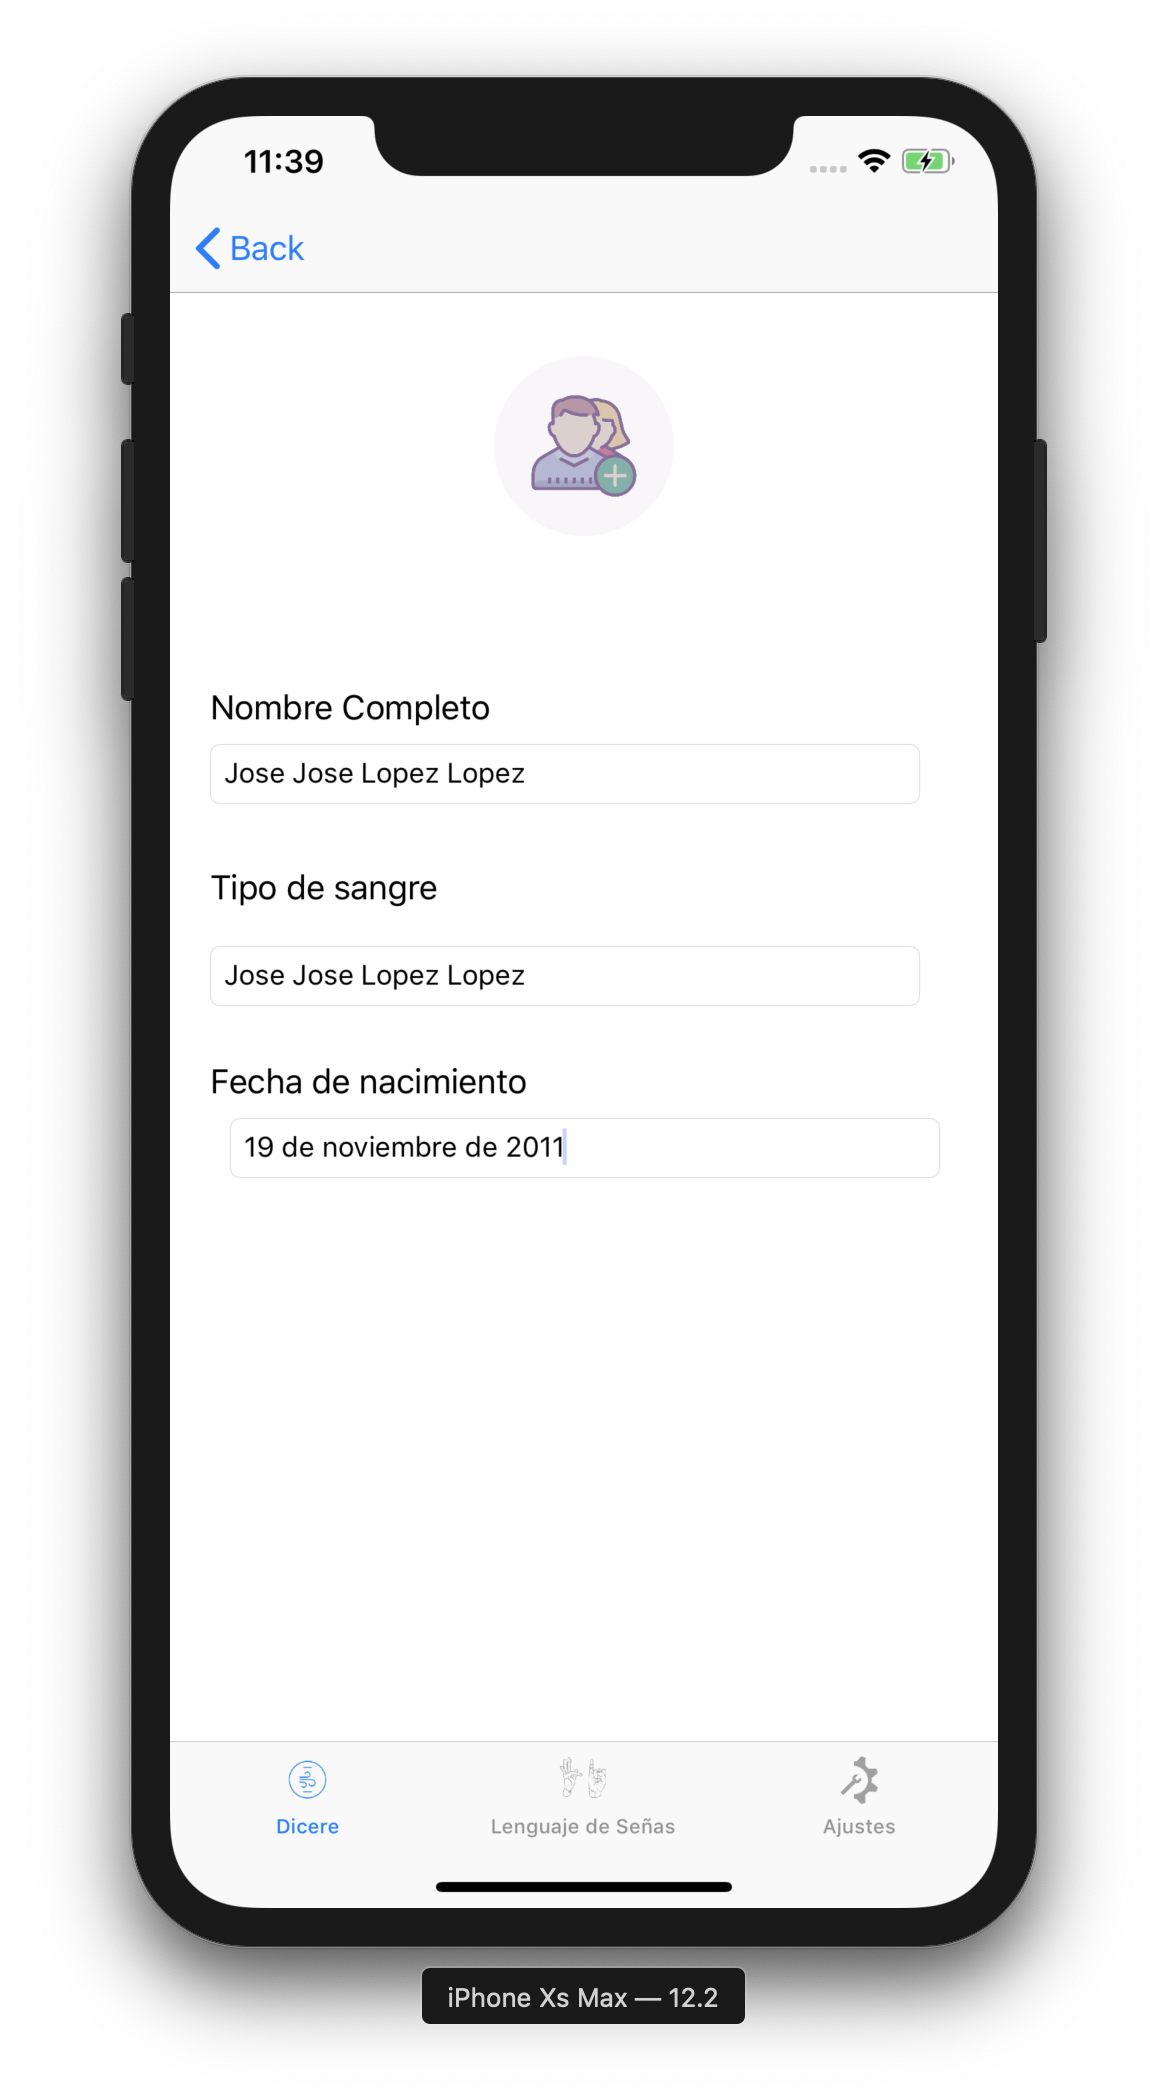 11:39
Back
Nombre Completo
Jose Jose Lopez Lopez
Tipo de sangre
Jose Jose Lopez Lopez
Fecha de nacimiento
19 de noviembre de 2011
Dicere
Lenguaje de Señas
Ajustes
iPhone Xs Max — 12.2